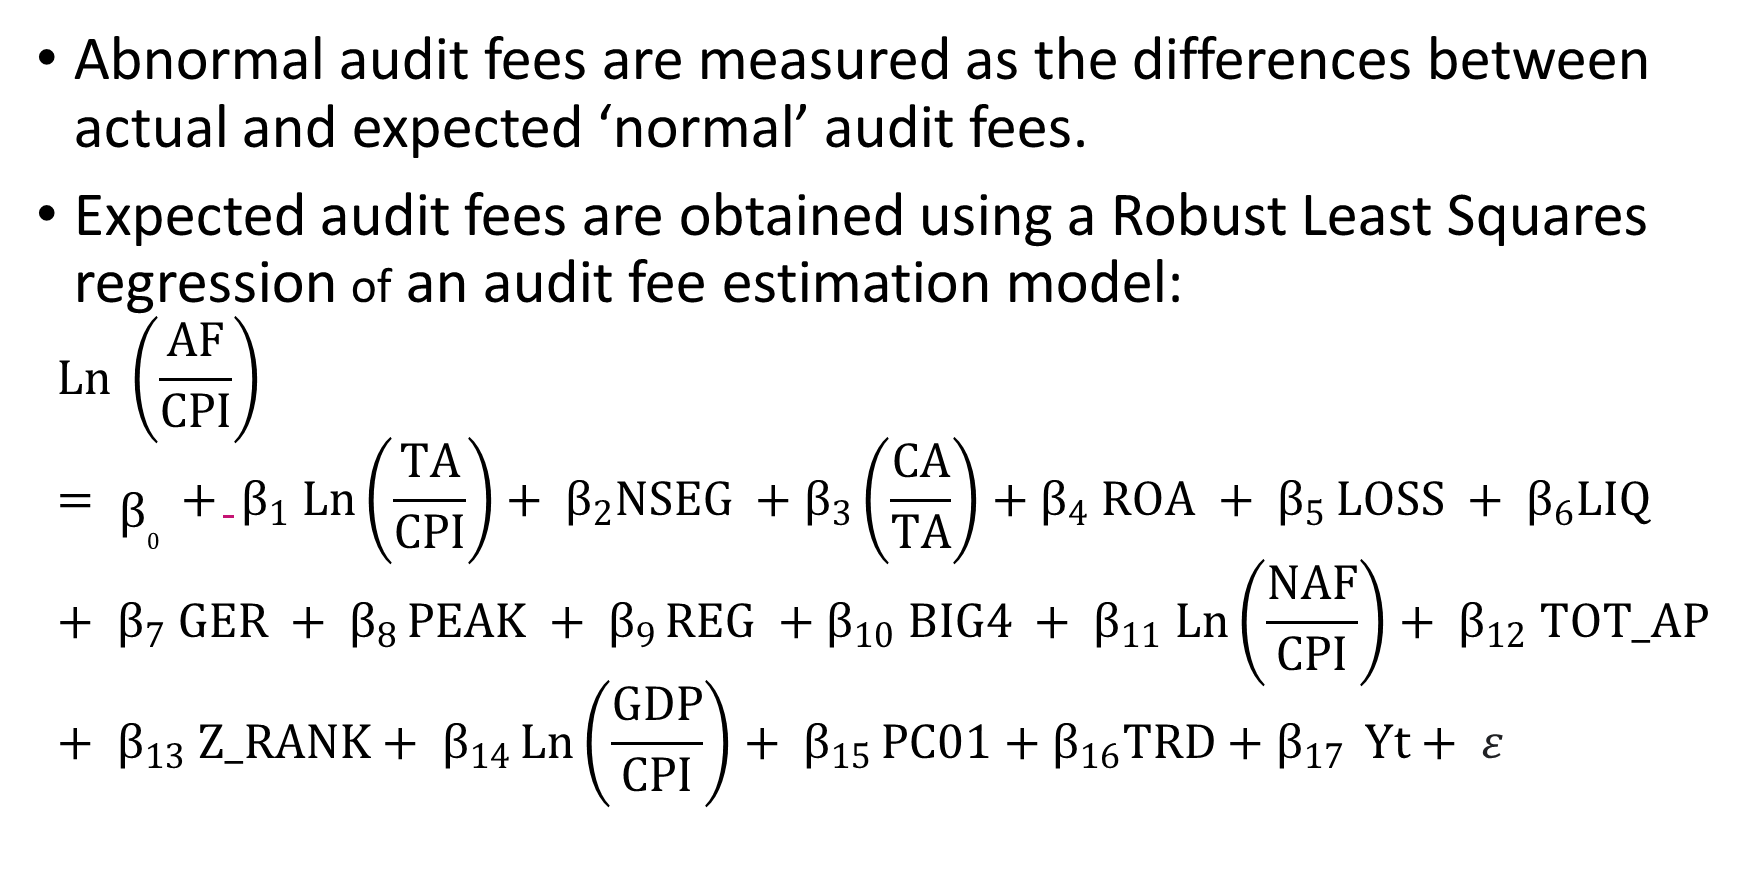 • Abnormal audit fees are measured as the differences between
actual and expected ‘normal’ audit fees.
• Expected audit fees are obtained using a Robust Least Squares
regression of an audit fee estimation model:
Ln (AF/CPI)
= β₀ + - β₁ Ln (TA/CPI) + β₂NSEG + β₃ (CA/TA) + β₄ ROA + β₅ LOSS + β₆LIQ
+ β₇ GER + β₈ PEAK + β₉ REG + β₁₀ BIG4 + β₁₁ Ln (NAF/CPI) + β₁₂ TOT_AP
+ β₁₃ Z_RANK + β₁₄ Ln (GDP/CPI) + β₁₅ PC01 + β₁₆TRD + β₁₇ Yt + ε